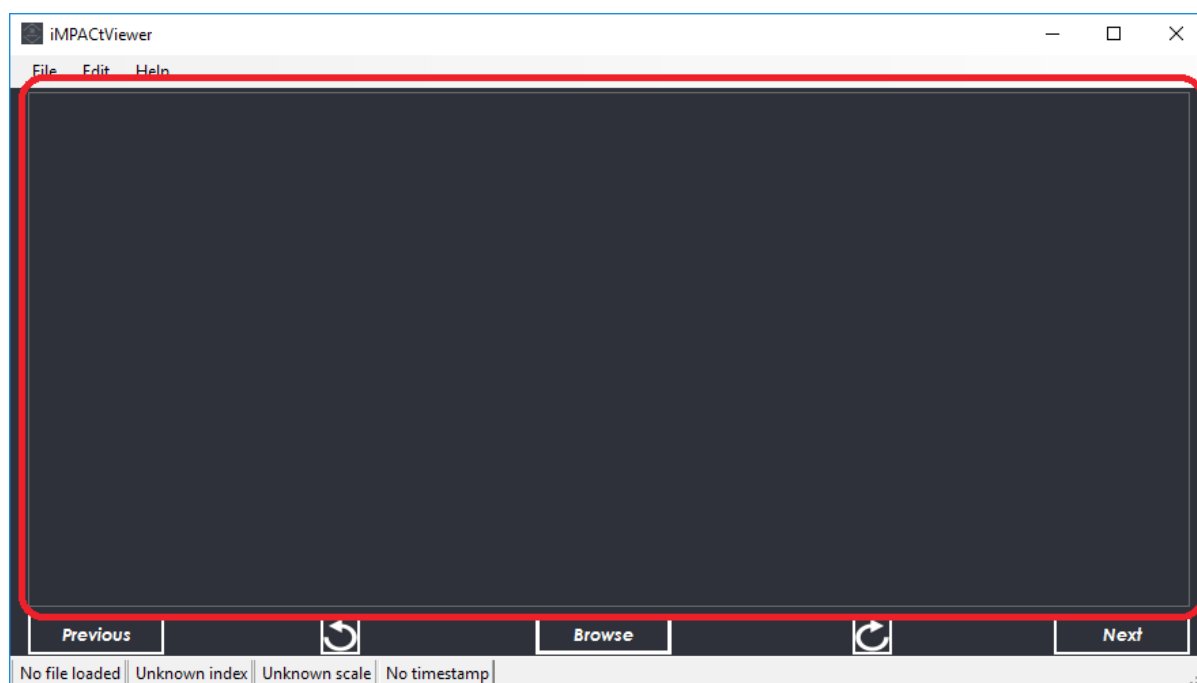 iMPACtViewer
File Edit Help
Previous Browse Next
No file loaded Unknown index Unknown scale No timestamp